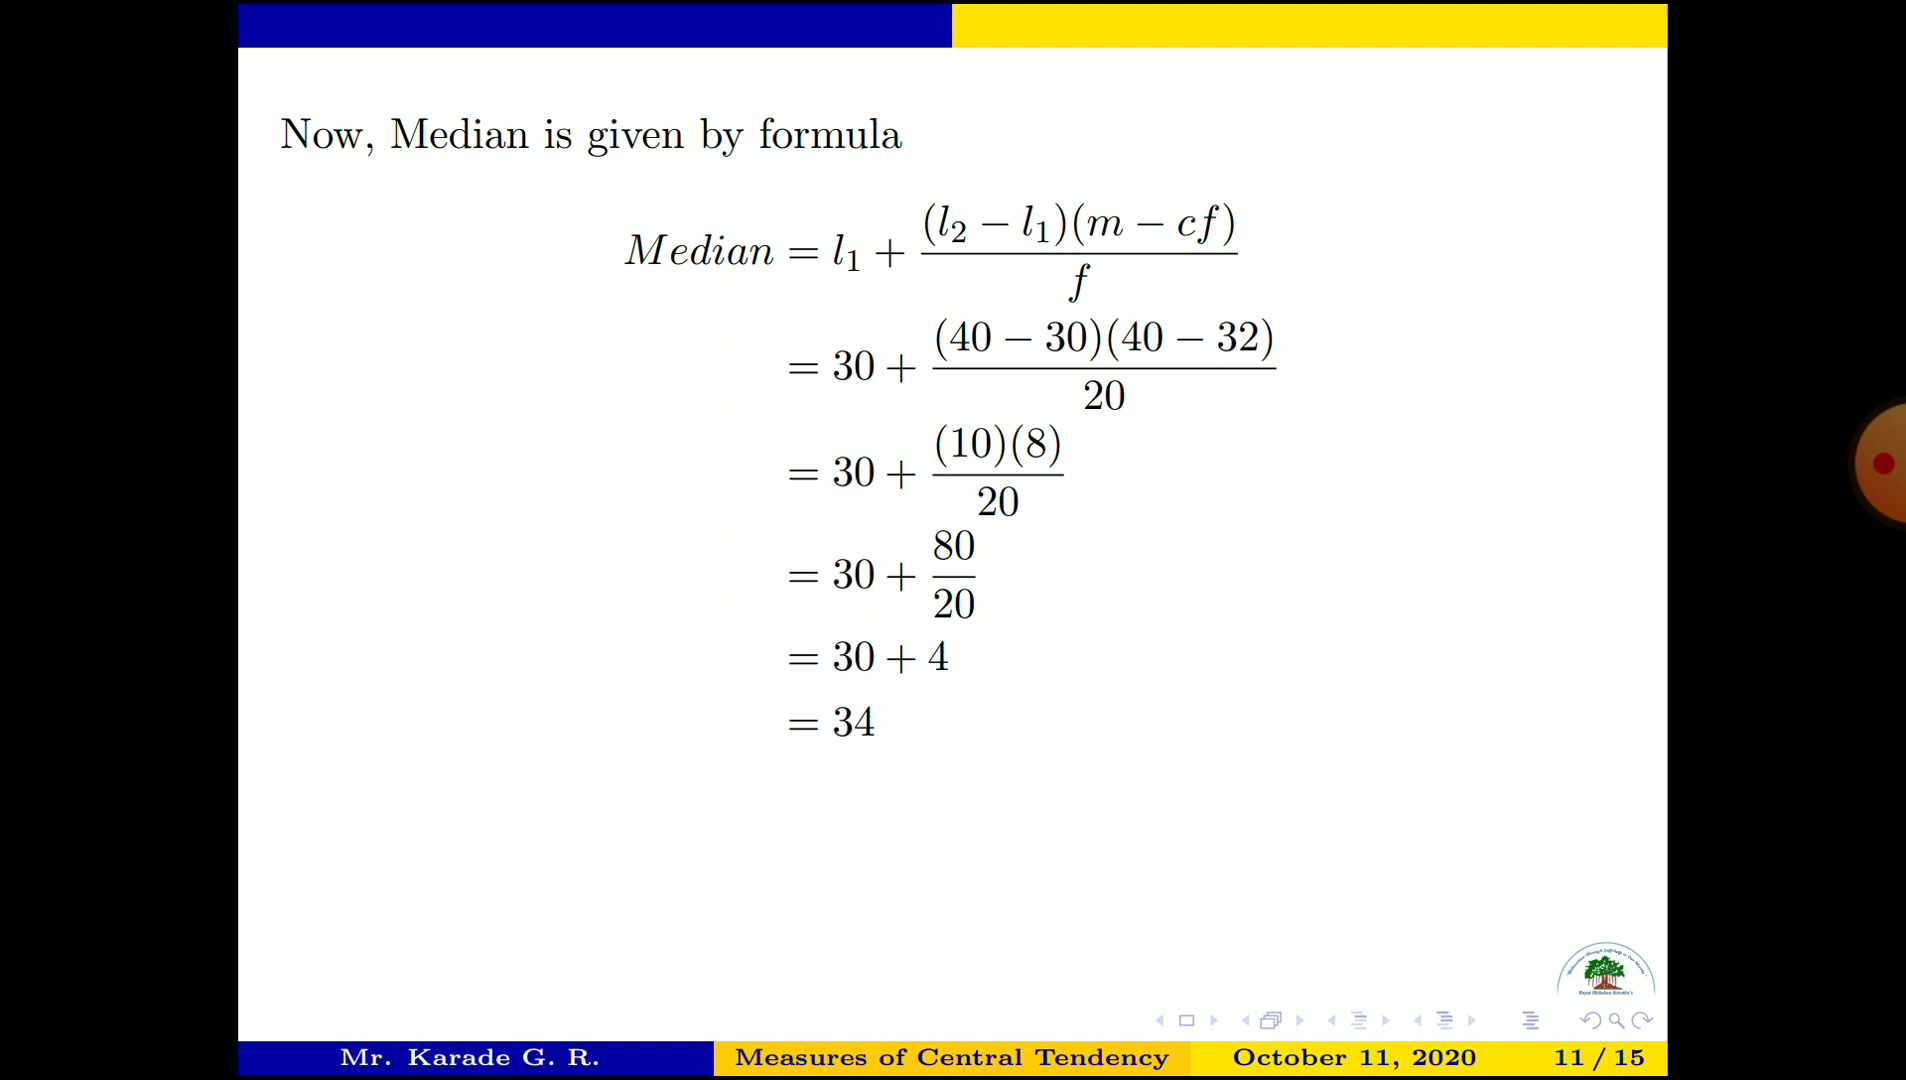 Now, Median is given by formula
Median = l₁ + (l₂ − l₁)(m − cf) / f
= 30 + (40 − 30)(40 − 32) / 20
= 30 + (10)(8) / 20
= 30 + 80 / 20
= 30 + 4
= 34
Mr. Karade G. R. Measures of Central Tendency October 11, 2020 11 / 15